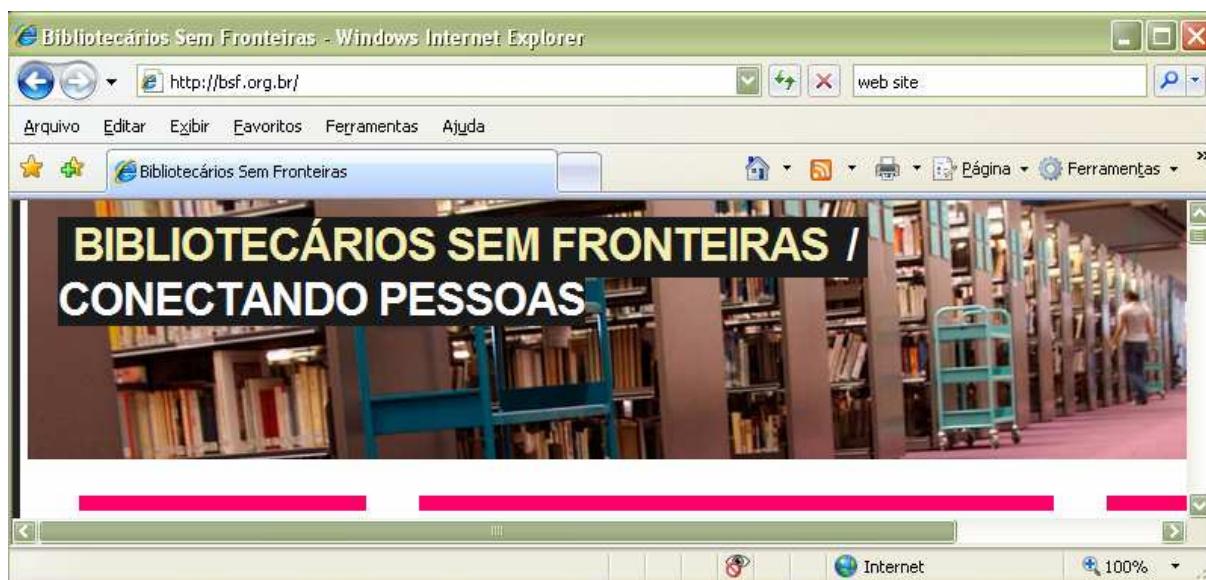 Bibliotecários Sem Fronteiras - Windows Internet Explorer
http://bsf.org.br/ web site
Arquivo Editar Exibir Favoritos Ferramentas Ajuda
Bibliotecários Sem Fronteiras Página Ferramentas »
BIBLIOTECÁRIOS SEM FRONTEIRAS /
CONECTANDO PESSOAS
Internet 100%